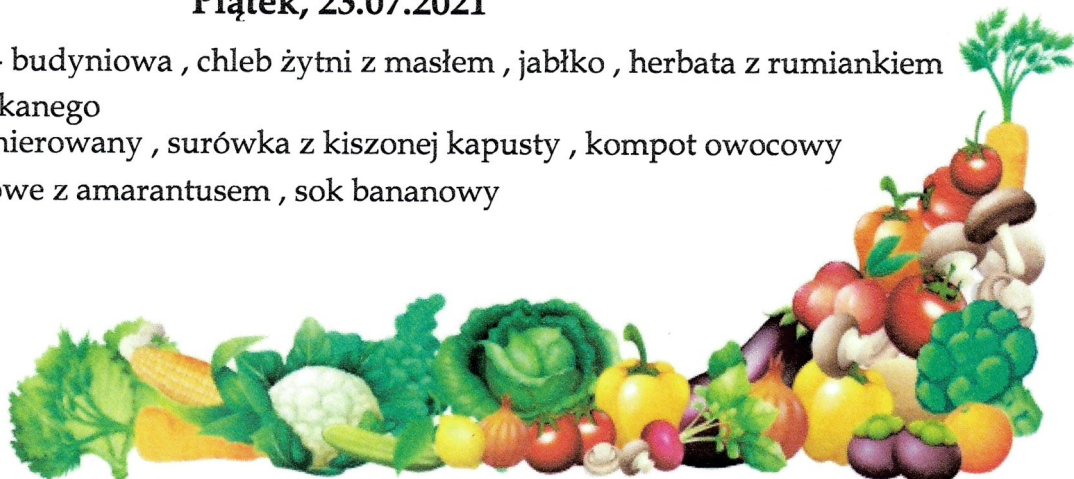 Piątek, 23.07.2021
budyniowa , chleb żytni z masłem , jabłko , herbata z rumiankiem
kanego
nierowany , surówka z kiszonej kapusty , kompot owocowy
owe z amarantusem , sok bananowy